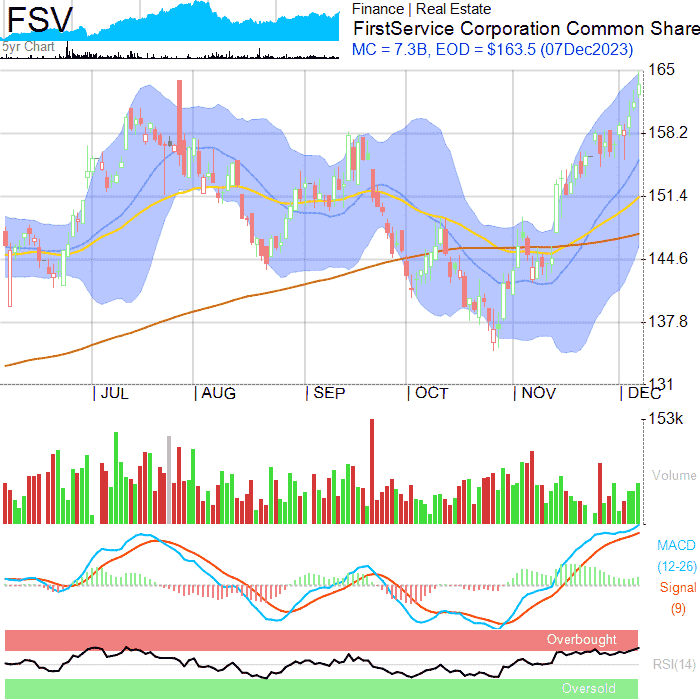 FSV
5yr Chart
Finance | Real Estate
FirstService Corporation Common Share
MC = 7.3B, EOD = $163.5 (07Dec2023)
165
158.2
151.4
144.6
137.8
131
JUL AUG SEP OCT NOV DEC
153k
Volume
MACD
(12-26)
Signal
(9)
Overbought
RSI(14)
Oversold